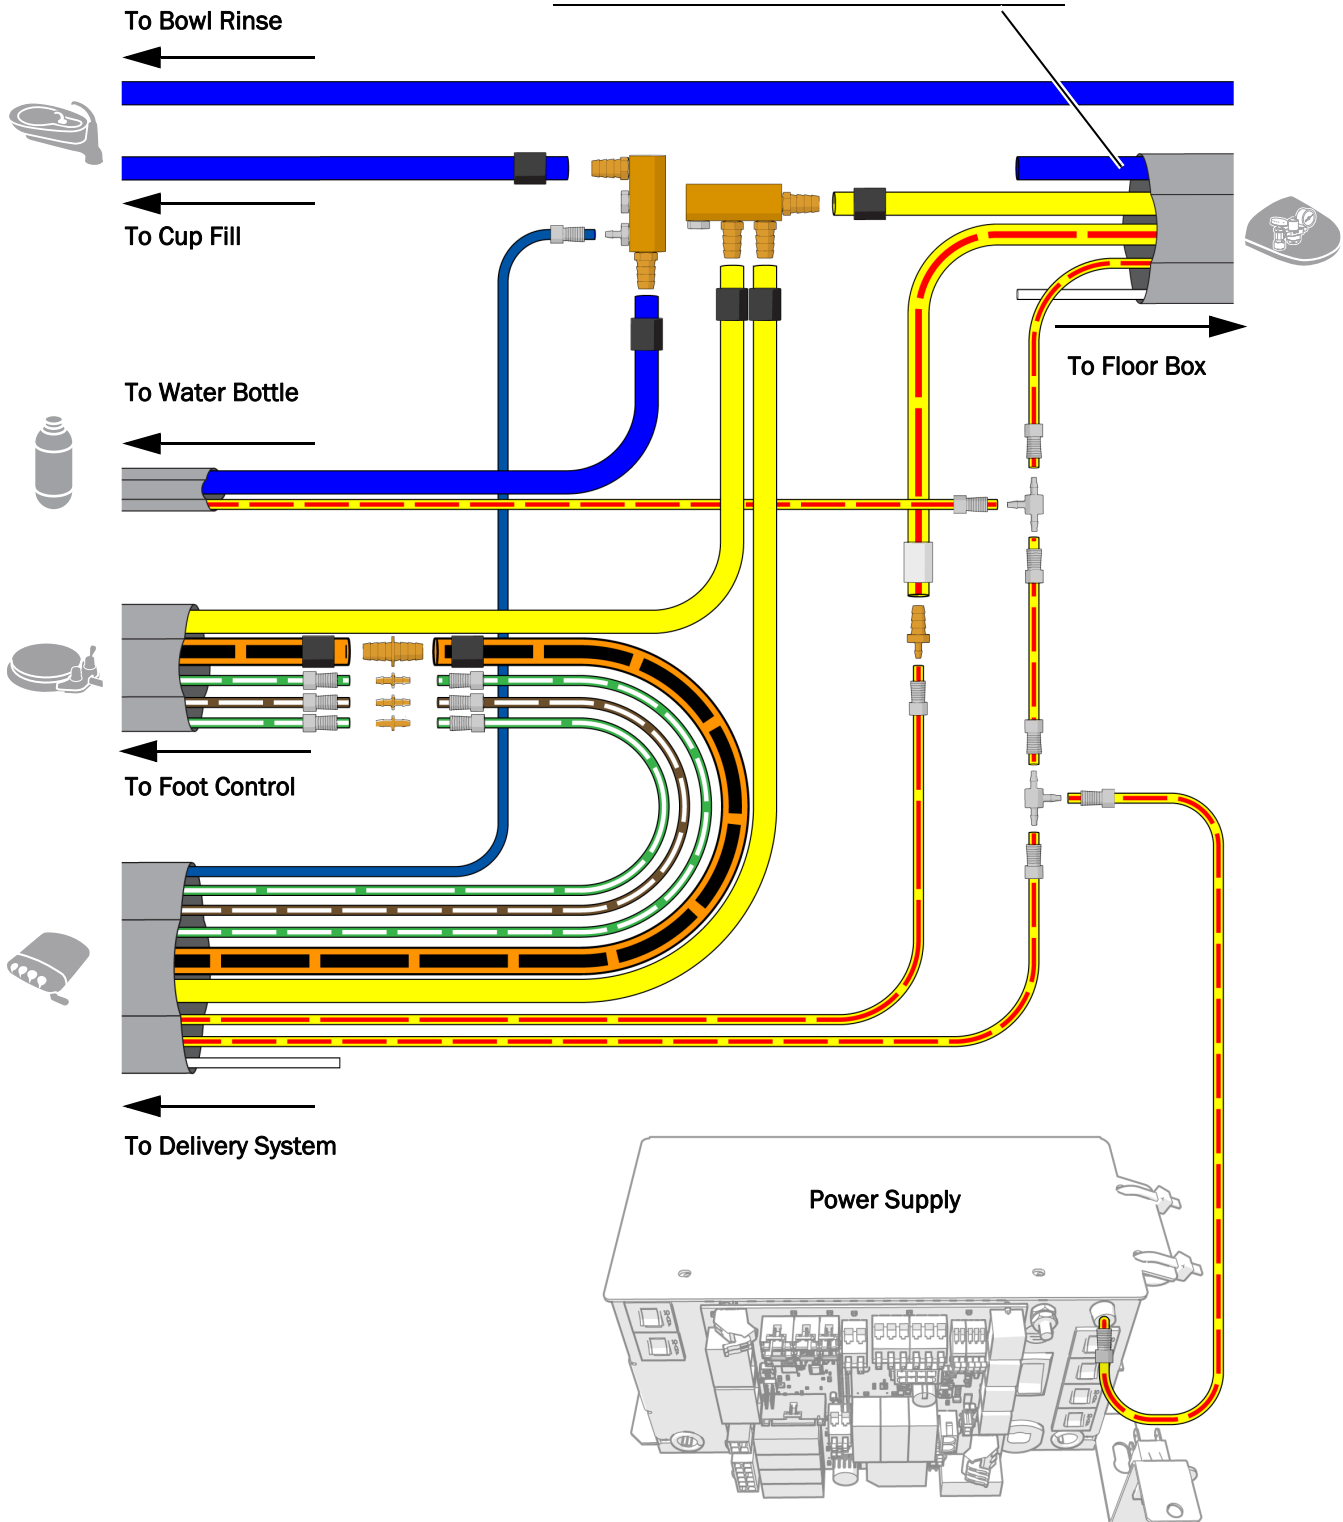 To Bowl Rinse
To Cup Fill
To Floor Box
To Water Bottle
To Foot Control
To Delivery System
Power Supply